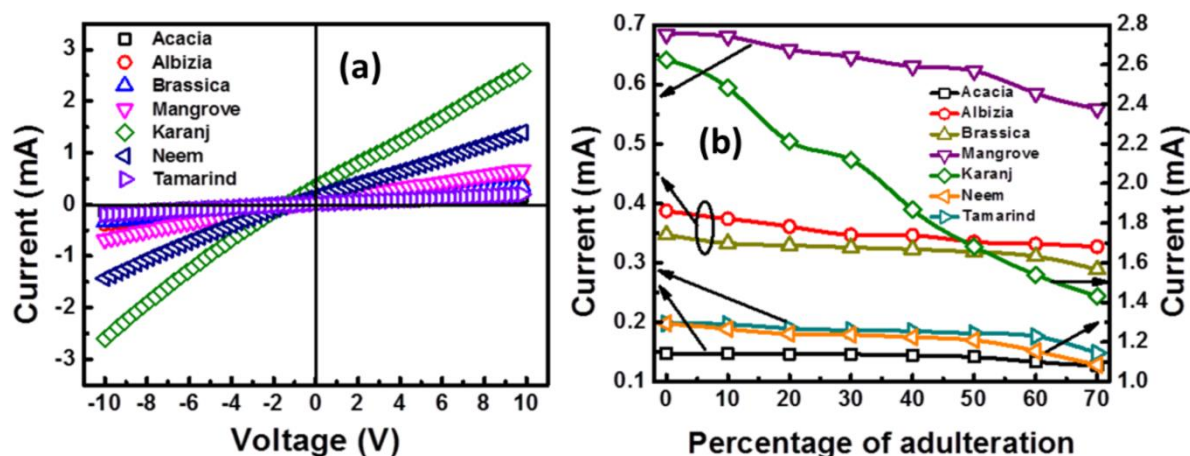 (a)
Current (mA)
3
2
1
0
-1
-2
-3
Acacia
Albizia
Brassica
Mangrove
Karanj
Neem
Tamarind
-10 -8 -6 -4 -2 0 2 4 6 8 10
Voltage (V)
(b)
Current (mA)
0.7
0.6
0.5
0.4
0.3
0.2
0.1
Acacia
Albizia
Brassica
Mangrove
Karanj
Neem
Tamarind
2.8
2.6
2.4
2.2
2.0
1.8
1.6
1.4
1.2
1.0
Current (mA)
0 10 20 30 40 50 60 70
Percentage of adulteration